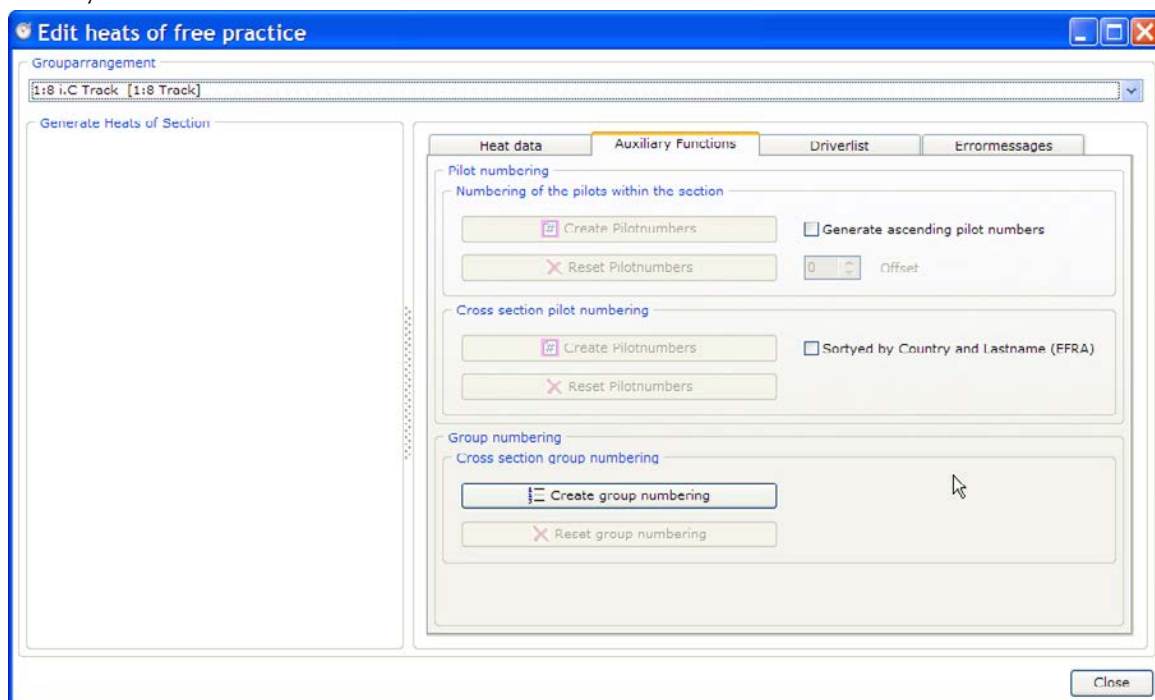 Edit heats of free practice
Grouparrangement
1:8 i.C Track [1:8 Track]
Generate Heats of Section
Heat data
Auxiliary Functions
Driverlist
Errormessages
Pilot numbering
Numbering of the pilots within the section
Create Pilotnumbers
Generate ascending pilot numbers
Reset Pilotnumbers
0
Offset
Cross section pilot numbering
Create Pilotnumbers
Sortyed by Country and Lastname (EFRA)
Reset Pilotnumbers
Group numbering
Cross section group numbering
Create group numbering
Reset group numbering
Close